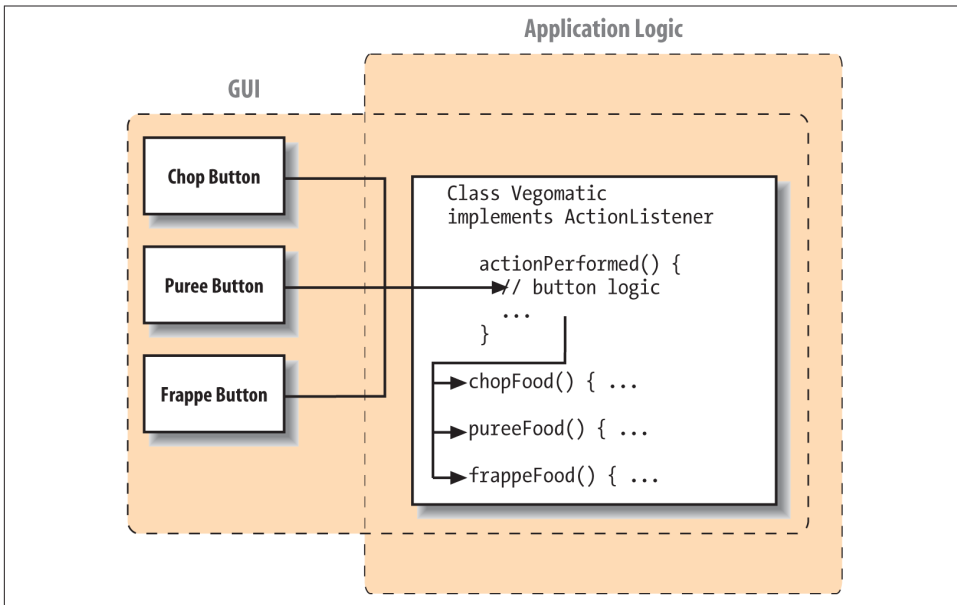 Application Logic
GUI
Chop Button
Puree Button
Frappe Button
Class Vegomatic
implements ActionListener
actionPerformed() {
// button logic
...
}
chopFood() { ...
pureeFood() { ...
frappeFood() { ...